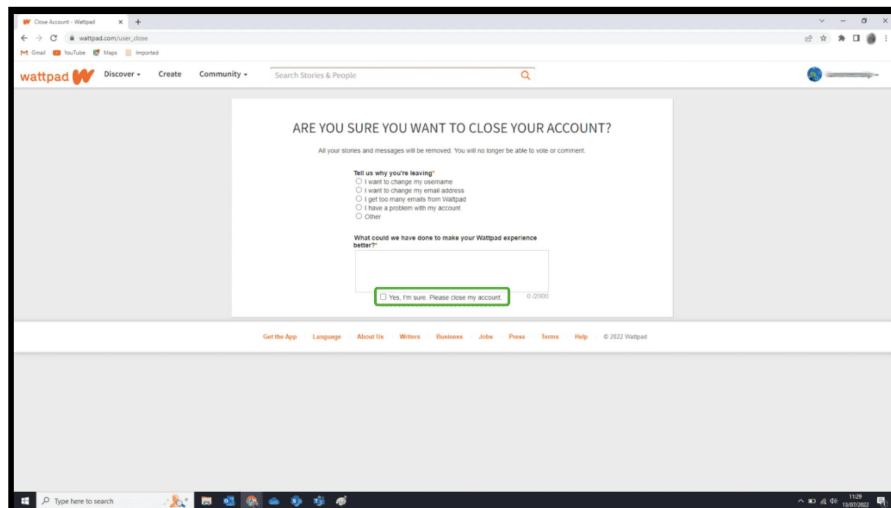 Close Account - Wattpad
wattpad.com/user_close
Gmail YouTube Maps Imported
wattpad Discover Create Community Search Stories & People
ARE YOU SURE YOU WANT TO CLOSE YOUR ACCOUNT?
All your stories and messages will be removed. You will no longer be able to vote or comment.
Tell us why you're leaving*
I want to change my username
I want to change my email address
I get too many emails from Wattpad
I have a problem with my account
Other
What could we have done to make your Wattpad experience
better?*
Yes, I'm sure. Please close my account. 0 /2000
Get the App Language About Us Writers Business Jobs Press Terms Help © 2022 Wattpad
Type here to search
11:29
13/07/2022